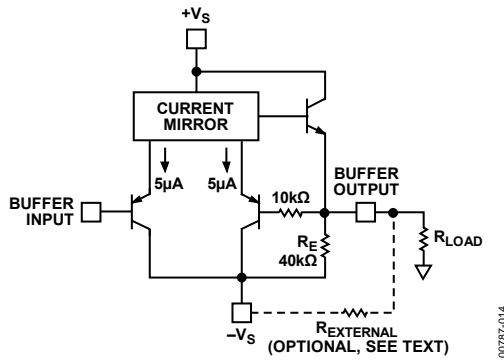 +VS
CURRENT
MIRROR
5µA
5µA
BUFFER
OUTPUT
BUFFER
INPUT
10kΩ
RE
40kΩ
RLOAD
–VS
REXTERNAL
(OPTIONAL, SEE TEXT)
00787-014